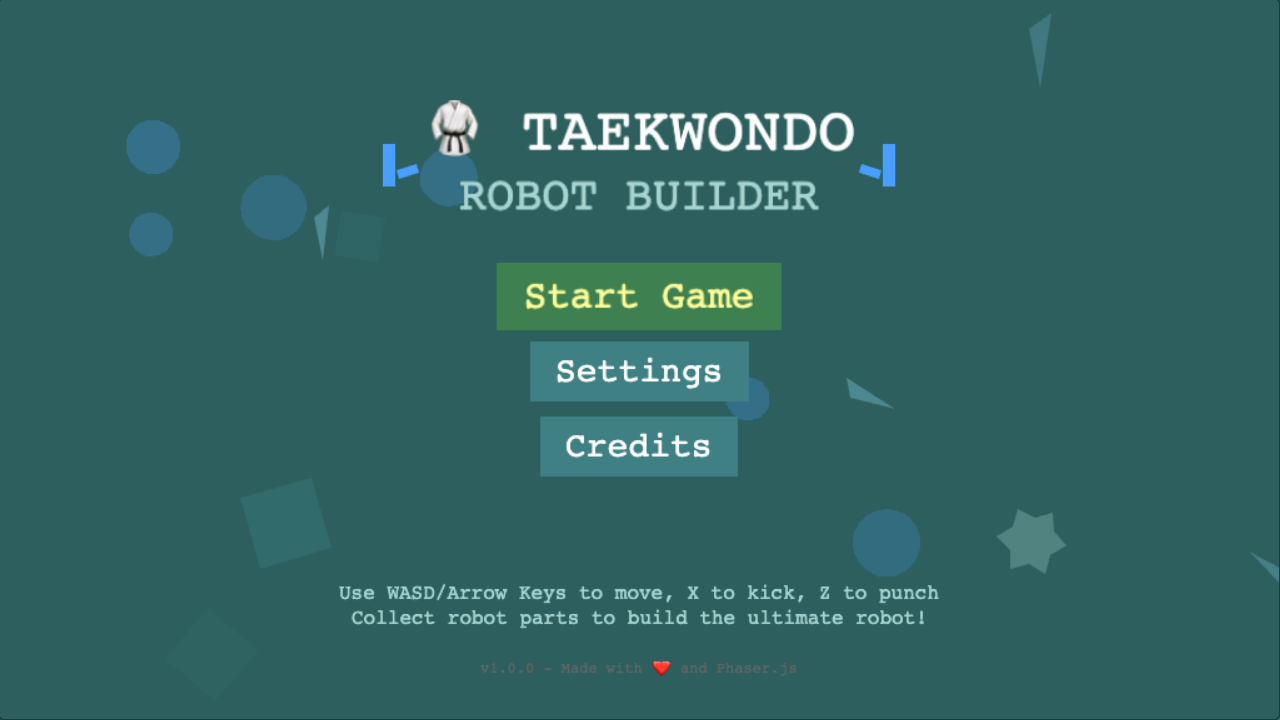 TAEKWONDO
ROBOT BUILDER
Start Game
Settings
Credits
Use WASD/Arrow Keys to move, X to kick, Z to punch
Collect robot parts to build the ultimate robot!
v1.0.0 - Made with ❤️ and Phaser.js